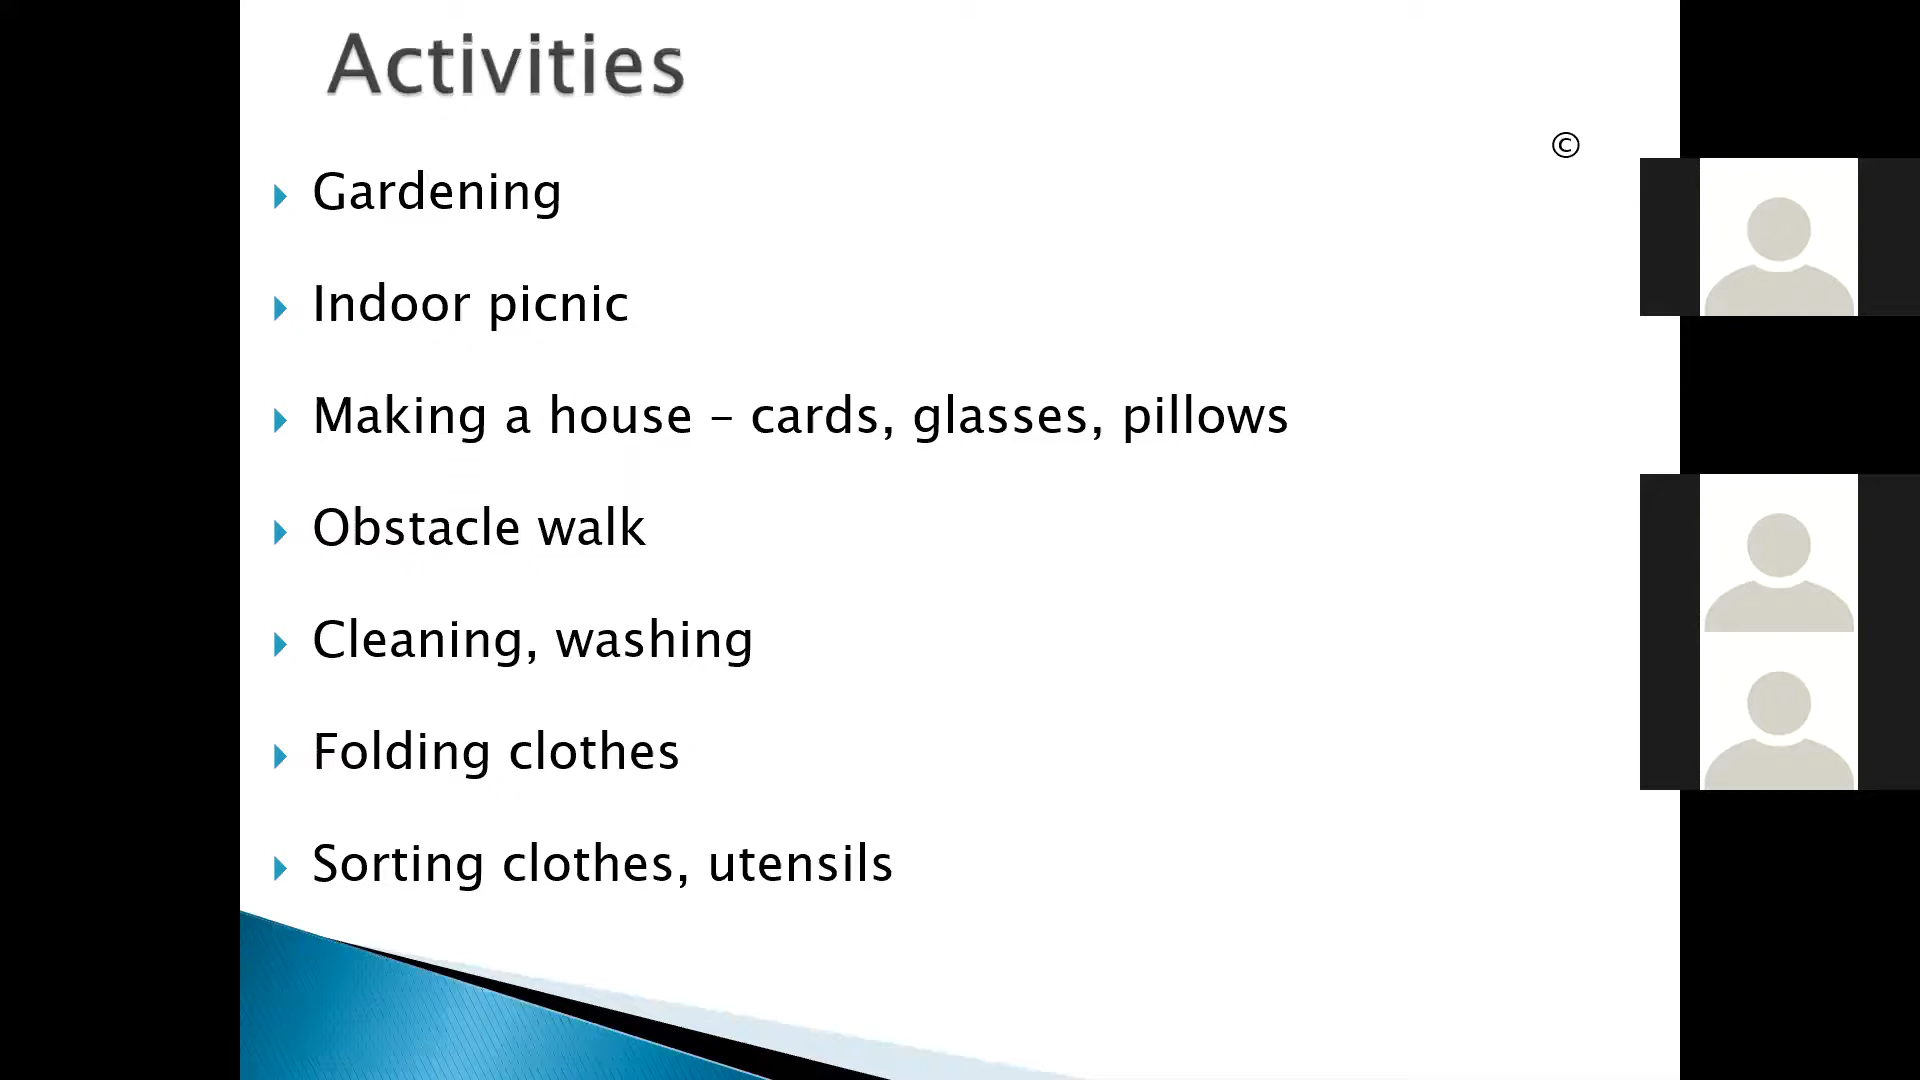 Activities
©
Gardening
Indoor picnic
Making a house – cards, glasses, pillows
Obstacle walk
Cleaning, washing
Folding clothes
Sorting clothes, utensils